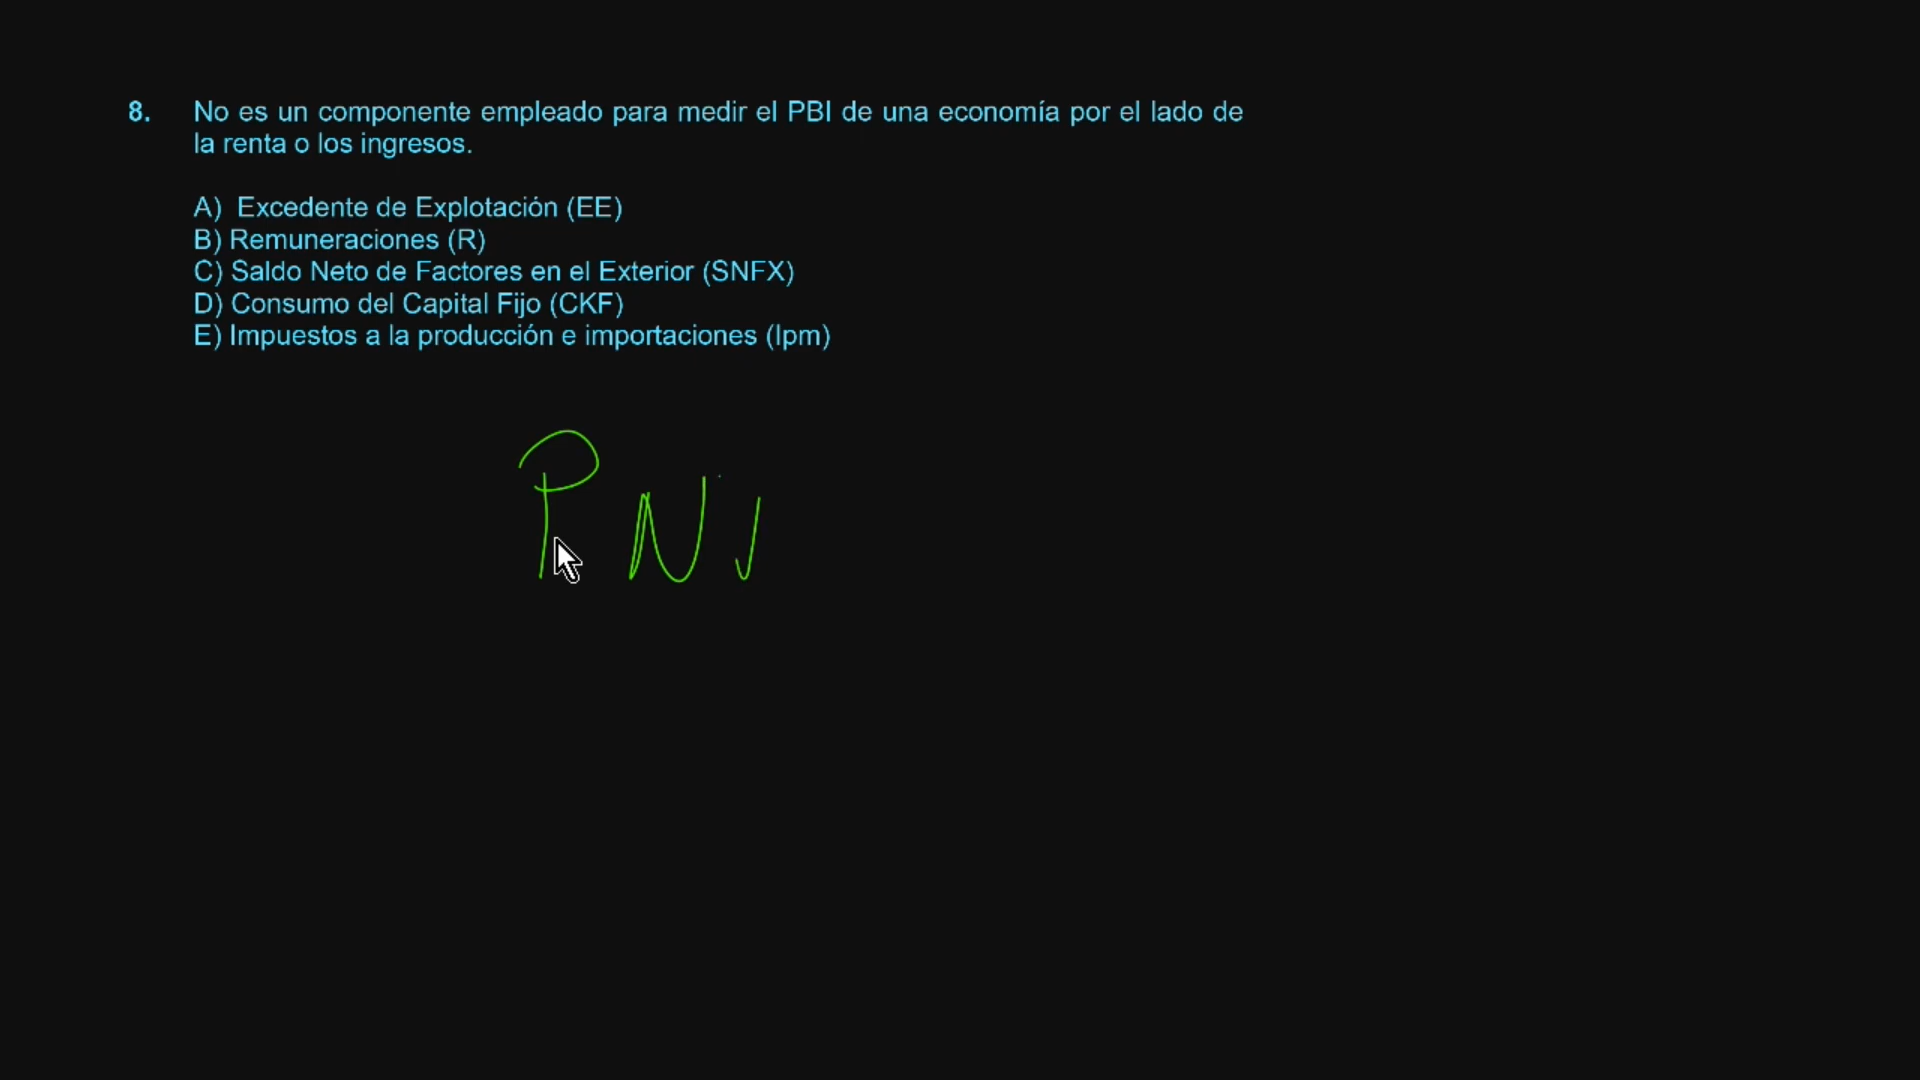 8. No es un componente empleado para medir el PBI de una economía por el lado de
la renta o los ingresos.
A) Excedente de Explotación (EE)
B) Remuneraciones (R)
C) Saldo Neto de Factores en el Exterior (SNFX)
D) Consumo del Capital Fijo (CKF)
E) Impuestos a la producción e importaciones (Ipm)